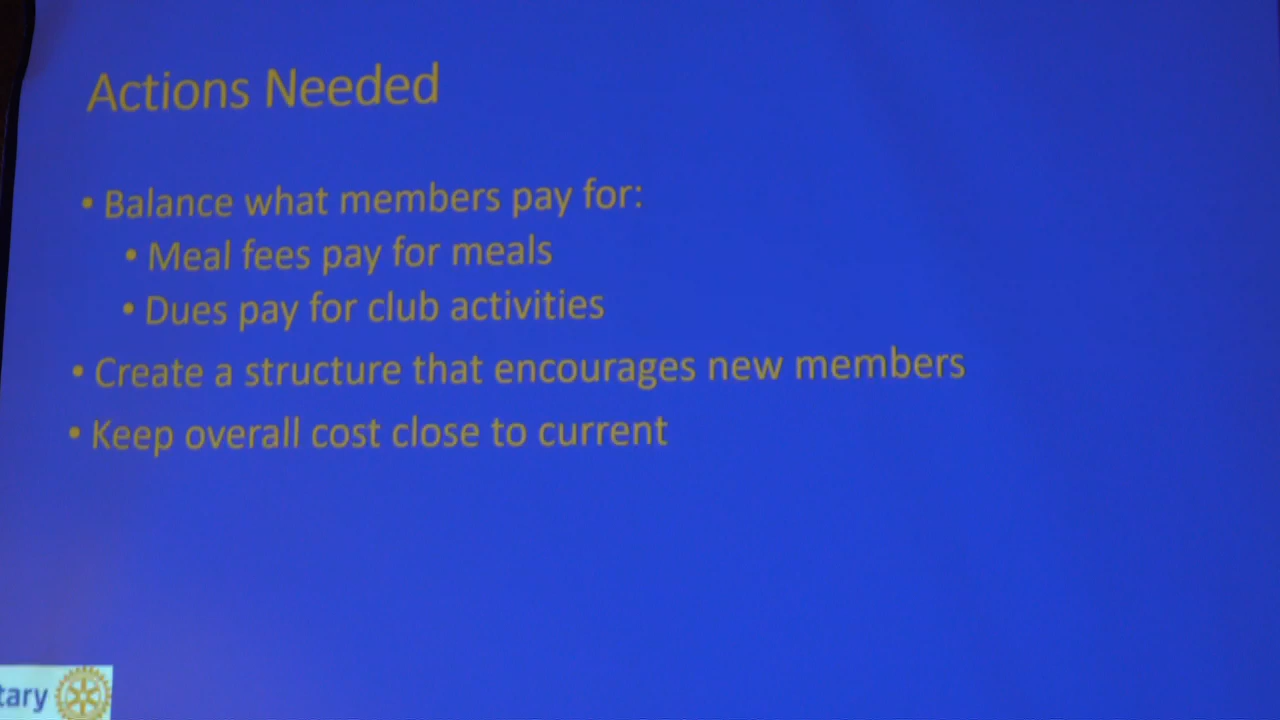 Actions Needed
• Balance what members pay for:
• Meal fees pay for meals
• Dues pay for club activities
• Create a structure that encourages new members
• Keep overall cost close to current
tary